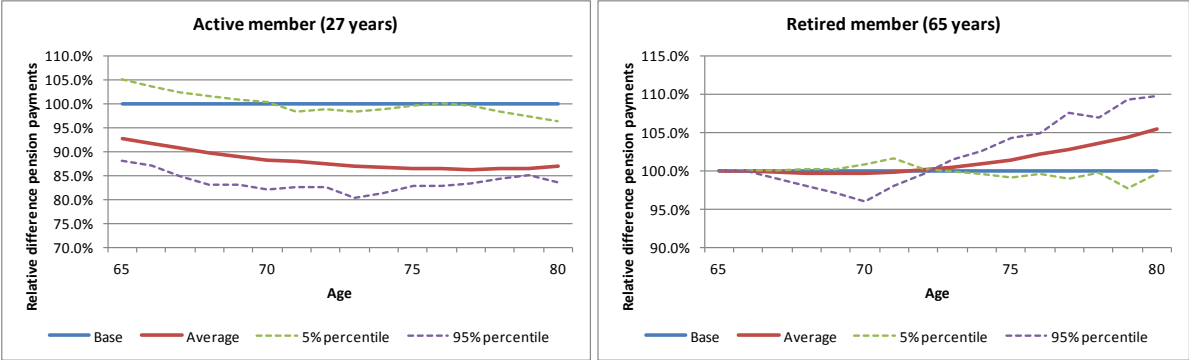 Active member (27 years)
Relative difference pension payments
110.0%
105.0%
100.0%
95.0%
90.0%
85.0%
80.0%
75.0%
70.0%
65 70 75 80
Age
Base Average 5% percentile 95% percentile
Retired member (65 years)
Relative difference pension payments
115.0%
110.0%
105.0%
100.0%
95.0%
90.0%
65 70 75 80
Age
Base Average 5% percentile 95% percentile